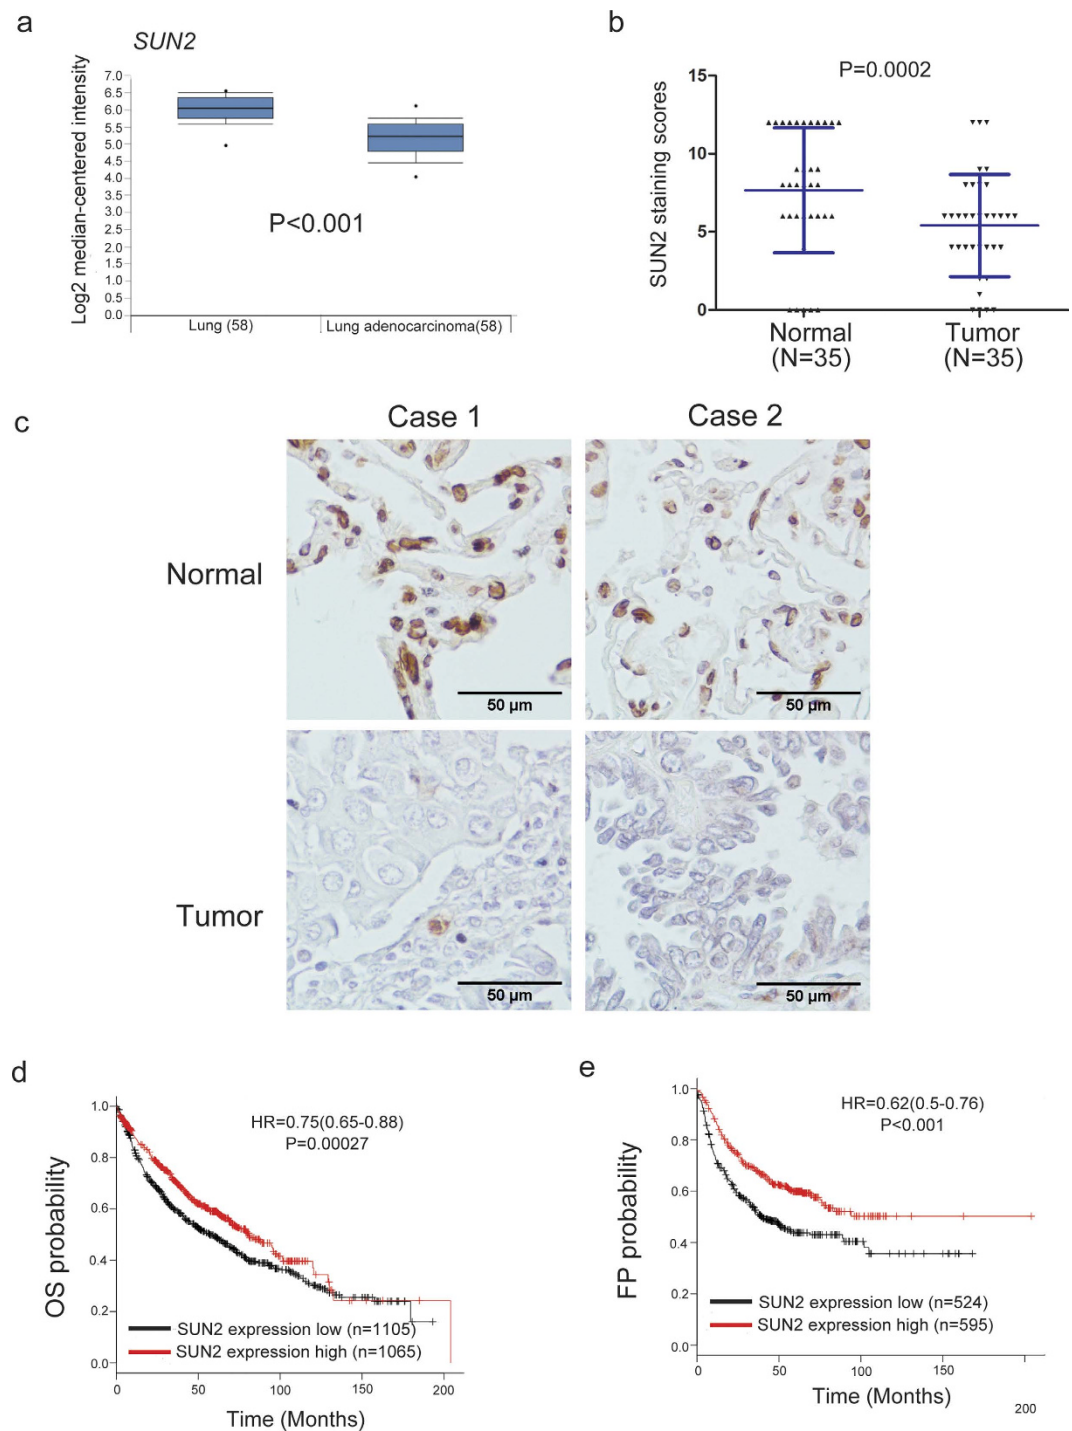 a
SUN2
Log2 median-centered intensity
7.0
6.5
6.0
5.5
5.0
4.5
4.0
3.5
3.0
2.5
2.0
1.5
1.0
0.5
0.0
P<0.001
Lung (58)
Lung adenocarcinoma(58)
b
P=0.0002
SUN2 staining scores
15
10
5
0
Normal
(N=35)
Tumor
(N=35)
c
Case 1
Case 2
Normal
50 μm
50 μm
Tumor
50 μm
50 μm
d
OS probability
1.0
0.8
0.6
0.4
0.2
0.0
HR=0.75(0.65-0.88)
P=0.00027
SUN2 expression low (n=1105)
SUN2 expression high (n=1065)
0
50
100
150
200
Time (Months)
e
FP probability
1.0
0.8
0.6
0.4
0.2
0.0
HR=0.62(0.5-0.76)
P<0.001
SUN2 expression low (n=524)
SUN2 expression high (n=595)
0
50
100
150
200
Time (Months)